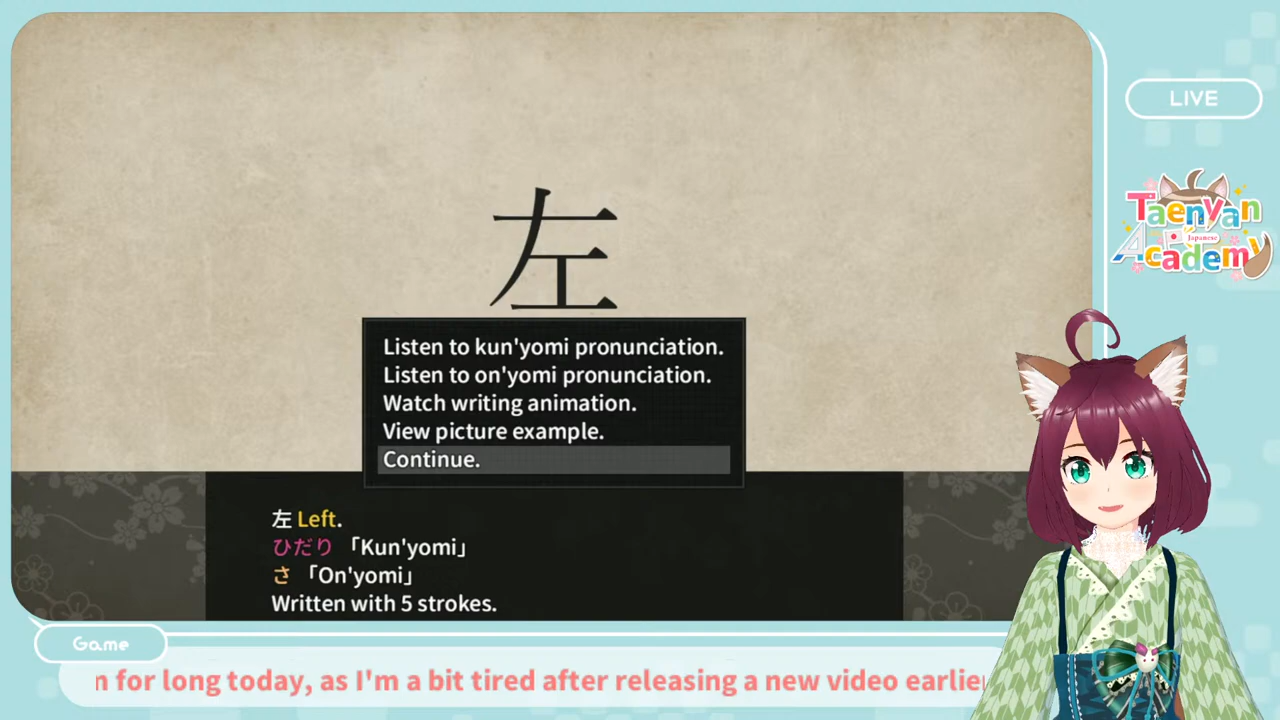 左
Listen to kun'yomi pronunciation.
Listen to on'yomi pronunciation.
Watch writing animation.
View picture example.
Continue.
左 Left.
ひだり 「Kun'yomi」
さ 「On'yomi」
Written with 5 strokes.
LIVE
Taenyan
Japanese
Academy
Game
n for long today, as I'm a bit tired after releasing a new video earlie